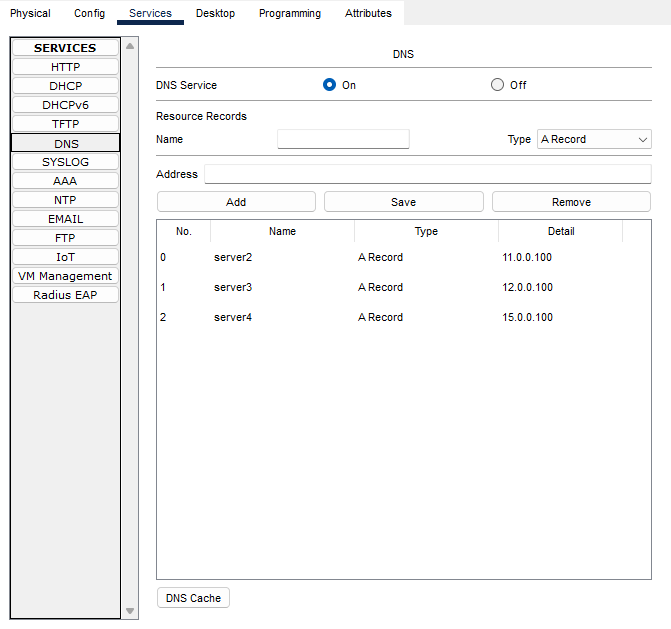 Physical Config Services Desktop Programming Attributes
SERVICES
HTTP
DHCP
DHCPv6
TFTP
DNS
SYSLOG
AAA
NTP
EMAIL
FTP
IoT
VM Management
Radius EAP
DNS
DNS Service On Off
Resource Records
Name Type A Record
Address
Add Save Remove
No. Name Type Detail
0 server2 A Record 11.0.0.100
1 server3 A Record 12.0.0.100
2 server4 A Record 15.0.0.100
DNS Cache